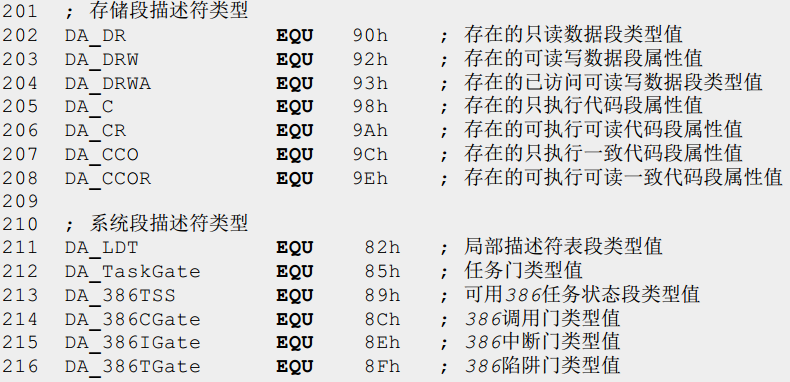 201 ; 存储段描述符类型
202 DA_DR EQU 90h ; 存在的只读数据段类型值
203 DA_DRW EQU 92h ; 存在的可读写数据段属性值
204 DA_DRWA EQU 93h ; 存在的已访问可读写数据段类型值
205 DA_C EQU 98h ; 存在的只执行代码段属性值
206 DA_CR EQU 9Ah ; 存在的可执行可读代码段属性值
207 DA_CCO EQU 9Ch ; 存在的只执行一致代码段属性值
208 DA_CCOR EQU 9Eh ; 存在的可执行可读一致代码段属性值
209
210 ; 系统段描述符类型
211 DA_LDT EQU 82h ; 局部描述符表段类型值
212 DA_TaskGate EQU 85h ; 任务门类型值
213 DA_386TSS EQU 89h ; 可用386任务状态段类型值
214 DA_386CGate EQU 8Ch ; 386调用门类型值
215 DA_386IGate EQU 8Eh ; 386中断门类型值
216 DA_386TGate EQU 8Fh ; 386陷阱门类型值